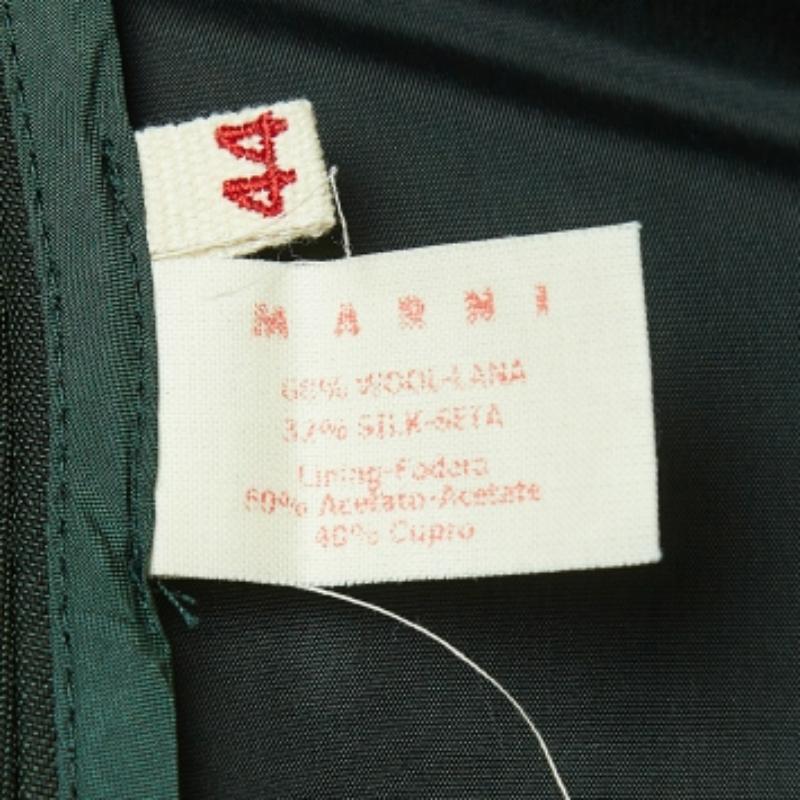 44
MARNI
68% WOOL-LANA
32% SILK-SETA
Lining-Fodera
60% Acetato-Acetate
40% Cupro